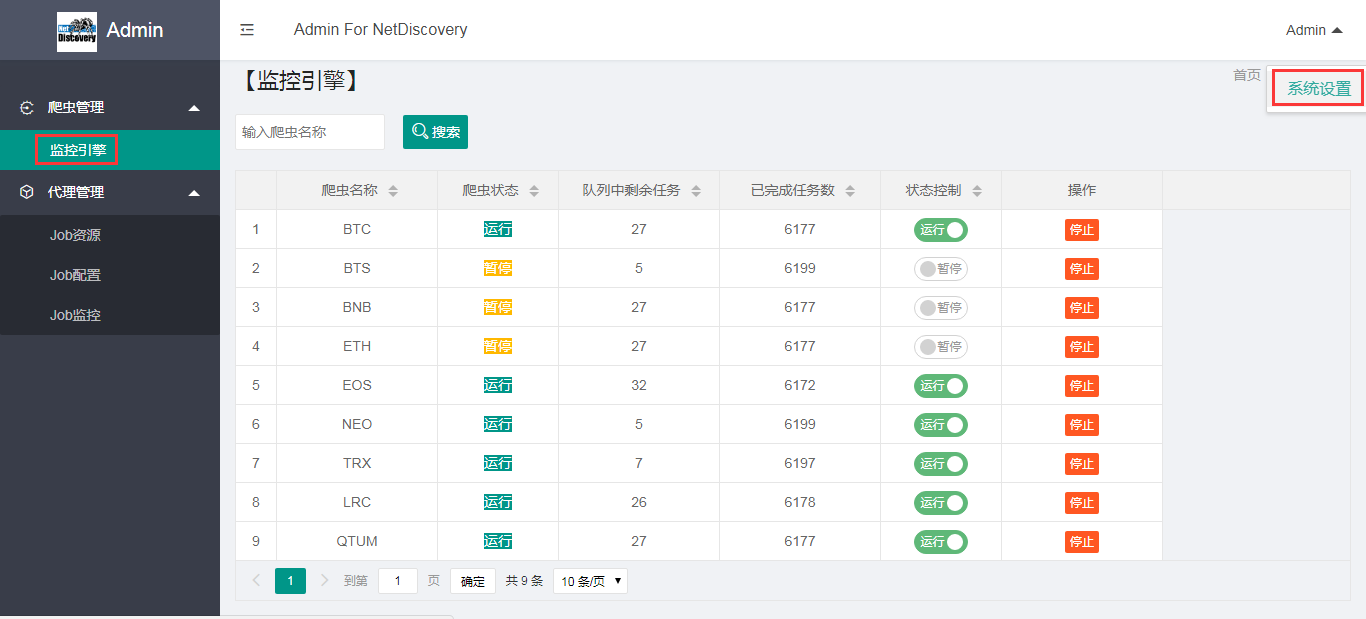 Net
Discovery
Admin
Admin For NetDiscovery
Admin
爬虫管理
监控引擎
代理管理
Job资源
Job配置
Job监控
【监控引擎】
首页
系统设置
输入爬虫名称
搜索
爬虫名称 爬虫状态 队列中剩余任务 已完成任务数 状态控制 操作
1 BTC 运行 27 6177 运行 停止
2 BTS 暂停 5 6199 暂停 停止
3 BNB 暂停 27 6177 暂停 停止
4 ETH 暂停 27 6177 暂停 停止
5 EOS 运行 32 6172 运行 停止
6 NEO 运行 5 6199 运行 停止
7 TRX 运行 7 6197 运行 停止
8 LRC 运行 26 6178 运行 停止
9 QTUM 运行 27 6177 运行 停止
1 到第 1 页 确定 共 9 条 10 条/页